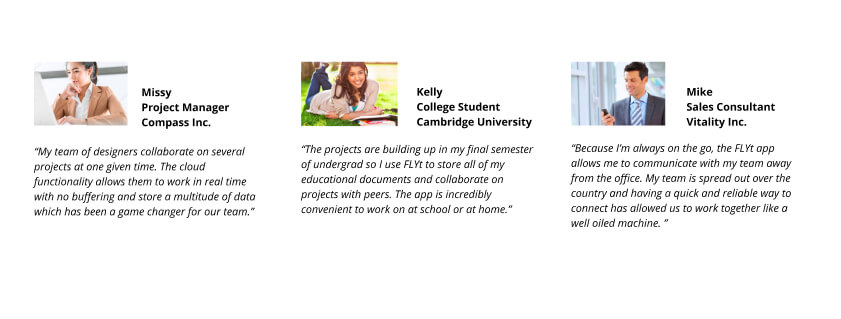 Missy
Project Manager
Compass Inc.
“My team of designers collaborate on several
projects at one given time. The cloud
functionality allows them to work in real time
with no buffering and store a multitude of data
which has been a game changer for our team.”
Kelly
College Student
Cambridge University
“The projects are building up in my final semester
of undergrad so I use FLYt to store all of my
educational documents and collaborate on
projects with peers. The app is incredibly
convenient to work on at school or at home.”
Mike
Sales Consultant
Vitality Inc.
“Because I’m always on the go, the FLYt app
allows me to communicate with my team away
from the office. My team is spread out over the
country and having a quick and reliable way to
connect has allowed us to work together like a
well oiled machine. ”